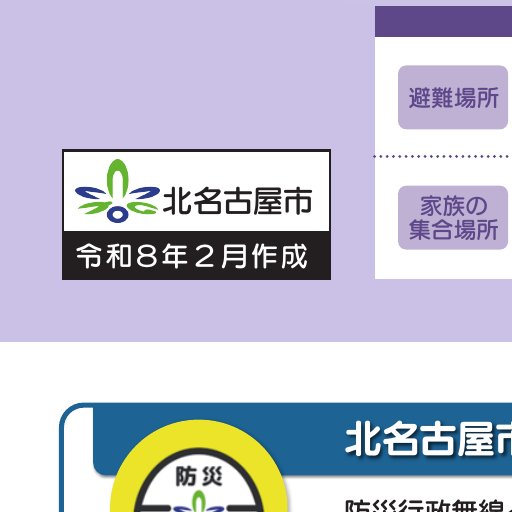 避難場所
家族の
集合場所
北名古屋市
令和８年２月作成
北名古屋市
防災
防災行政無線